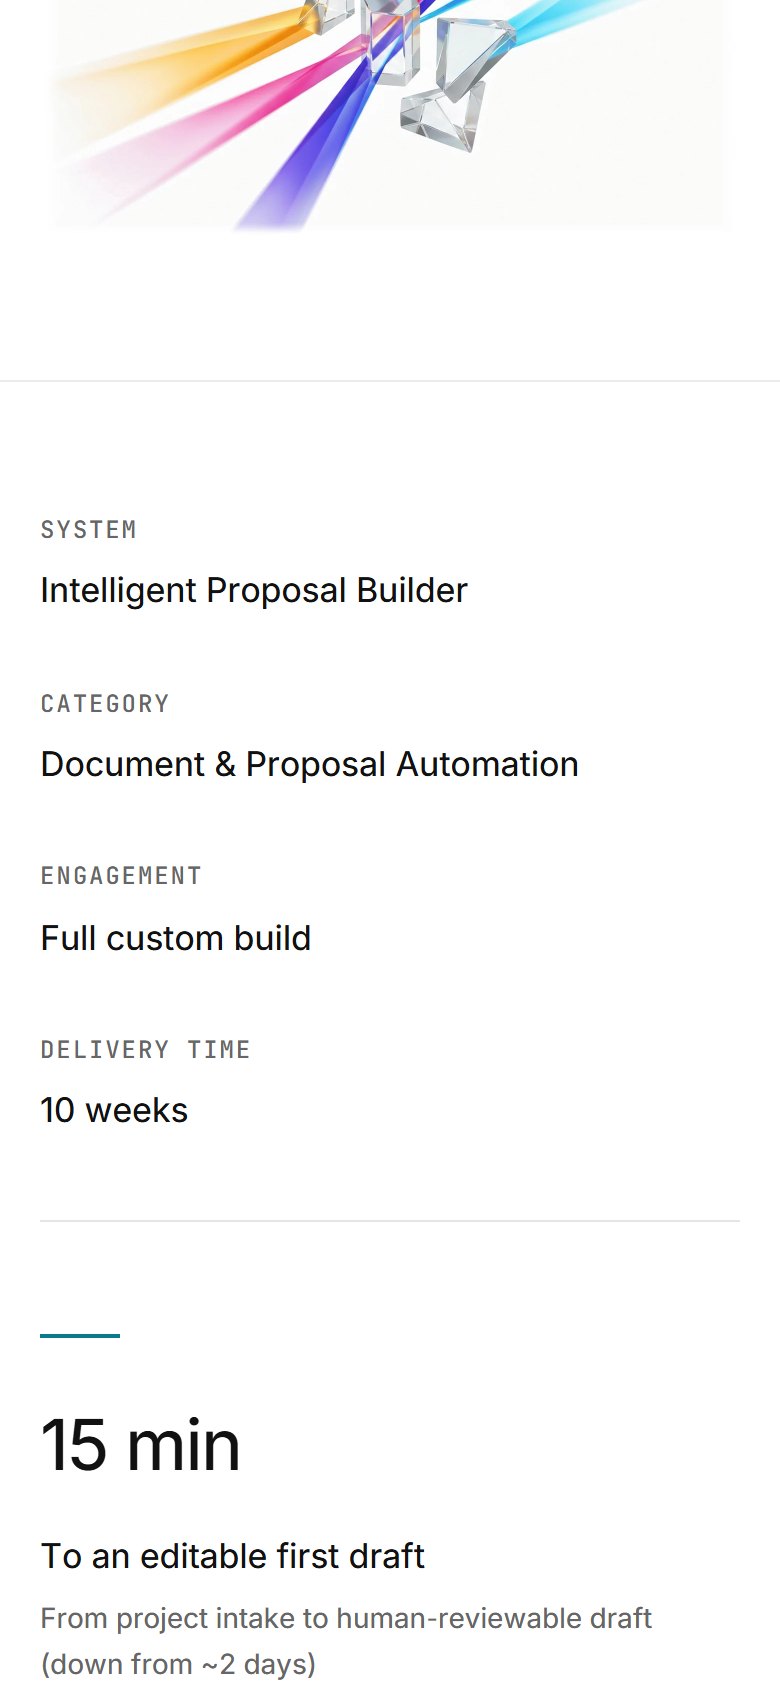 SYSTEM
Intelligent Proposal Builder
CATEGORY
Document & Proposal Automation
ENGAGEMENT
Full custom build
DELIVERY TIME
10 weeks
15 min
To an editable first draft
From project intake to human-reviewable draft
(down from ~2 days)